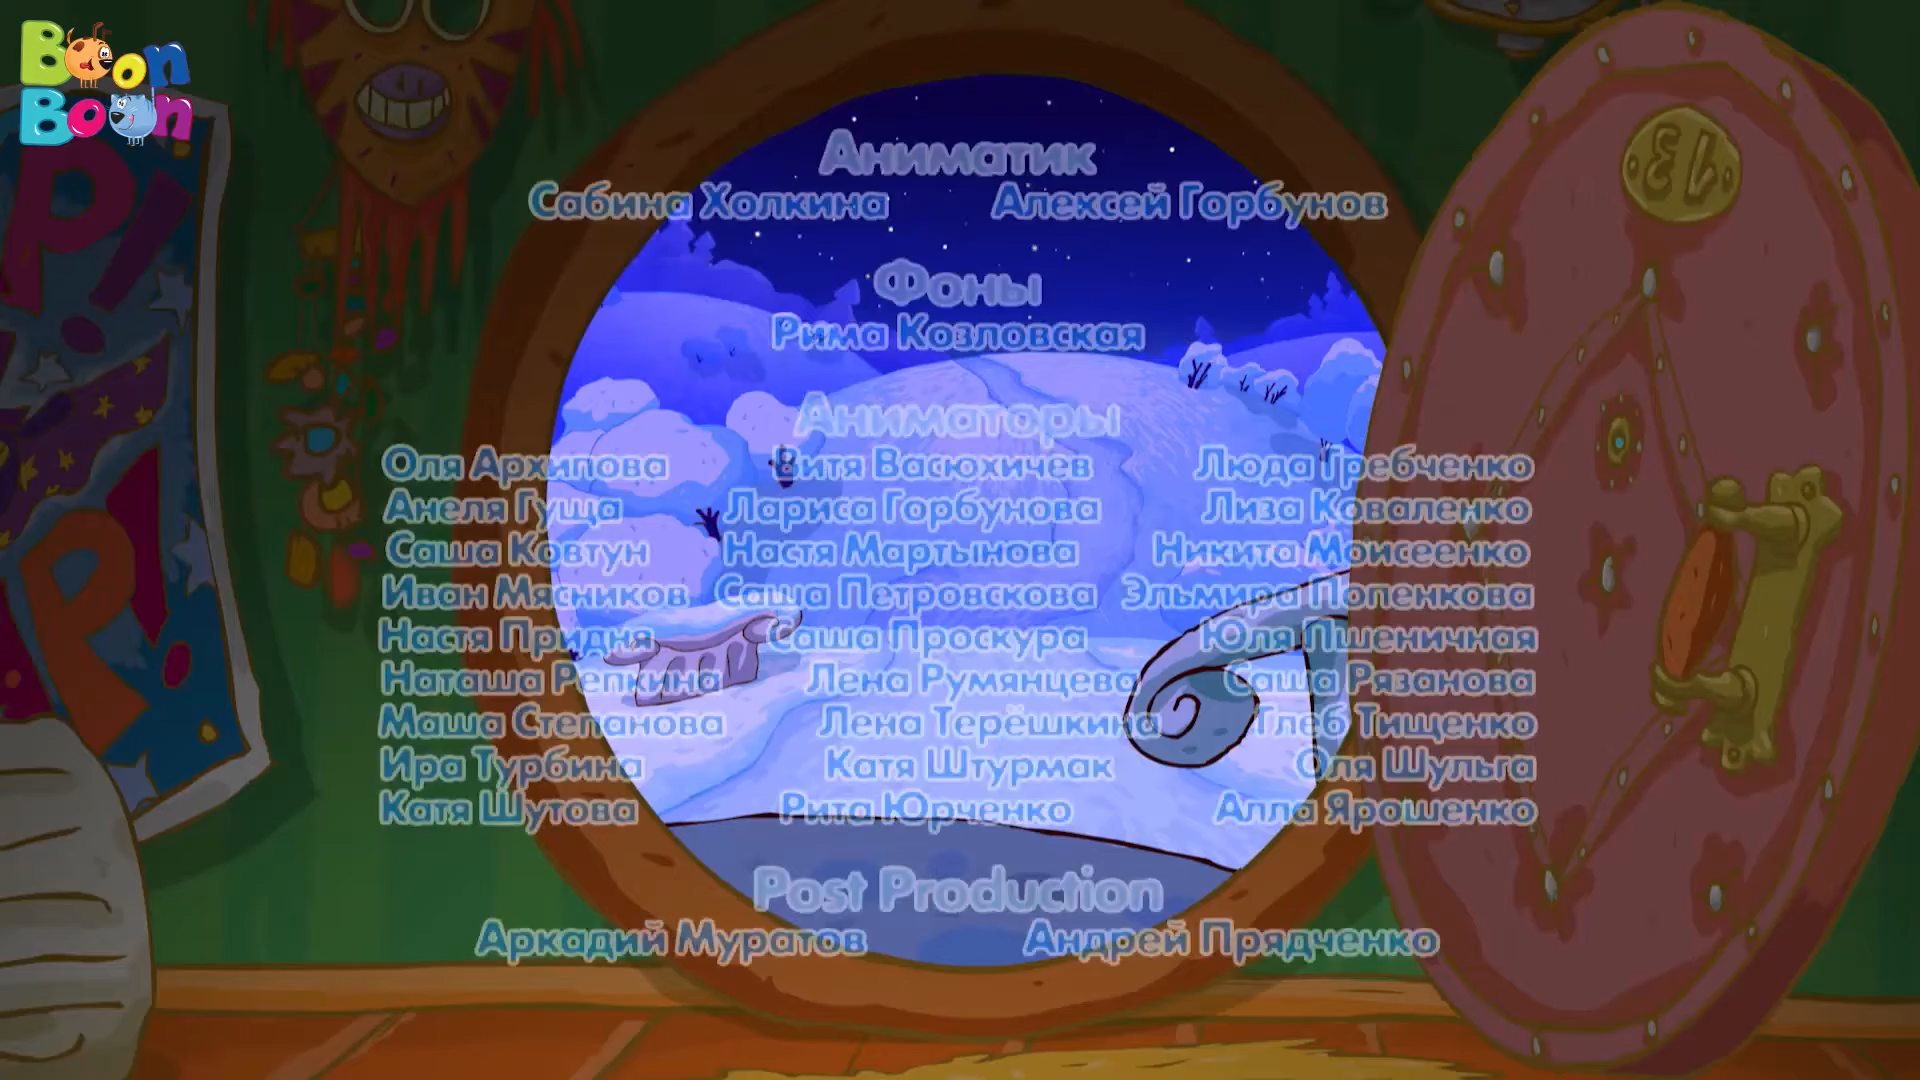 Boon
Boon
P!
P!
13
Аниматик
Сабина Холкина Алексей Горбунов
Фоны
Рима Козловская
Аниматоры
Оля Архипова Витя Васюхичев Люда Гребченко
Анеля Гуща Лариса Горбунова Лиза Коваленко
Саша Ковтун Настя Мартынова Никита Моисеенко
Иван Мясников Саша Петровскова Эльмира Попенкова
Настя Придня Саша Проскура Юля Пшеничная
Наташа Репкина Лена Румянцева Саша Рязанова
Маша Степанова Лена Терёшкина Глеб Тищенко
Ира Турбина Катя Штурмак Оля Шульга
Катя Шутова Рита Юрченко Алла Ярошенко
Post Production
Аркадий Муратов Андрей Прядченко